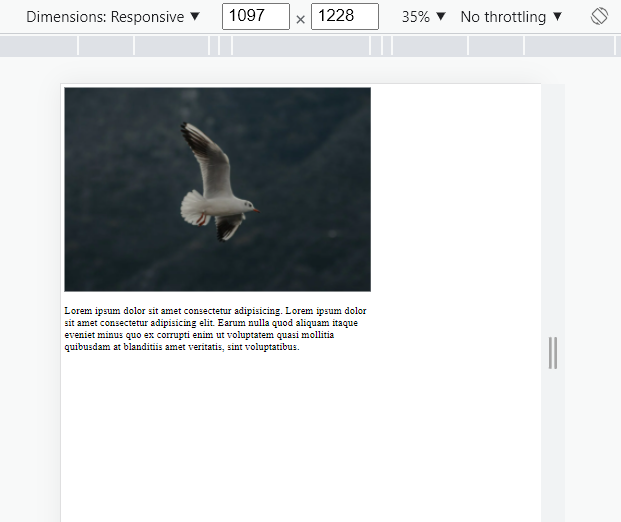 Dimensions: Responsive ▼ 1097 × 1228 35% ▼ No throttling ▼
Lorem ipsum dolor sit amet consectetur adipisicing. Lorem ipsum dolor
sit amet consectetur adipisicing elit. Earum nulla quod aliquam itaque
eveniet minus quo ex corrupti enim ut voluptatem quasi mollitia
quibusdam at blanditiis amet veritatis, sint voluptatibus.